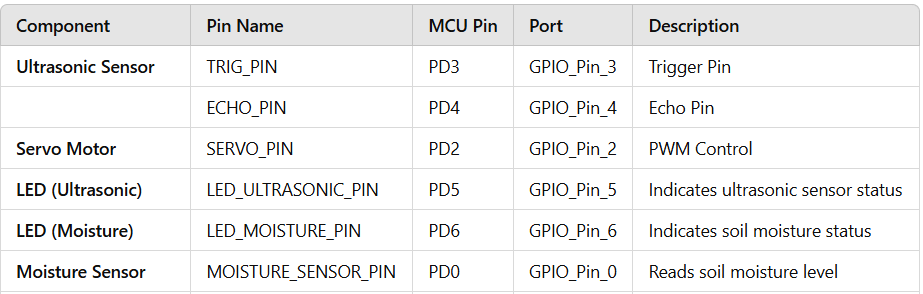 Component Pin Name MCU Pin Port Description
Ultrasonic Sensor TRIG_PIN PD3 GPIO_Pin_3 Trigger Pin
ECHO_PIN PD4 GPIO_Pin_4 Echo Pin
Servo Motor SERVO_PIN PD2 GPIO_Pin_2 PWM Control
LED (Ultrasonic) LED_ULTRASONIC_PIN PD5 GPIO_Pin_5 Indicates ultrasonic sensor status
LED (Moisture) LED_MOISTURE_PIN PD6 GPIO_Pin_6 Indicates soil moisture status
Moisture Sensor MOISTURE_SENSOR_PIN PD0 GPIO_Pin_0 Reads soil moisture level